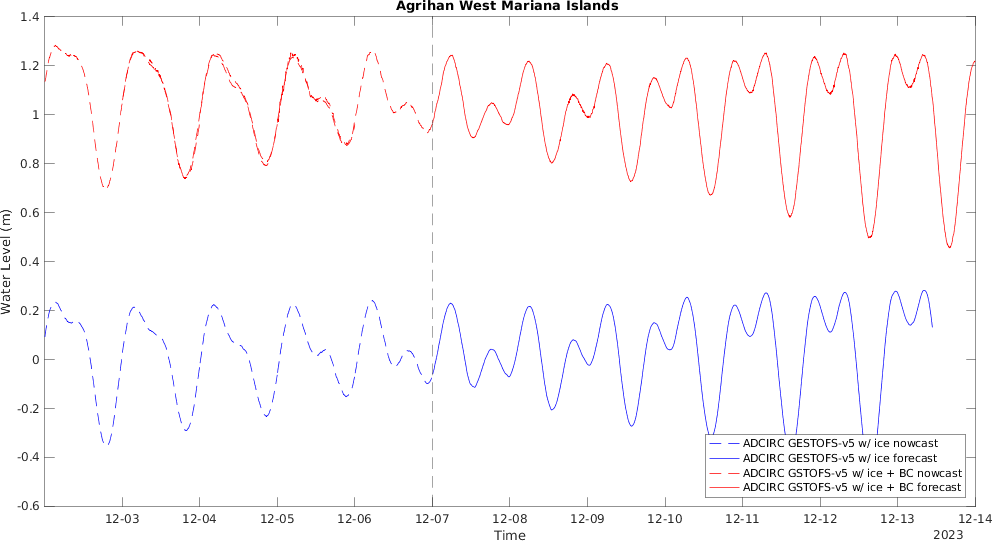 Agrihan West Mariana Islands
1.4
1.2
1
0.8
0.6
0.4
0.2
0
-0.2
-0.4
-0.6
Water Level (m)
ADCIRC GESTOFS-v5 w/ ice nowcast
ADCIRC GESTOFS-v5 w/ ice forecast
ADCIRC GSTOFS-v5 w/ ice + BC nowcast
ADCIRC GSTOFS-v5 w/ ice + BC forecast
12-03 12-04 12-05 12-06 12-07 12-08 12-09 12-10 12-11 12-12 12-13 12-14
Time
2023